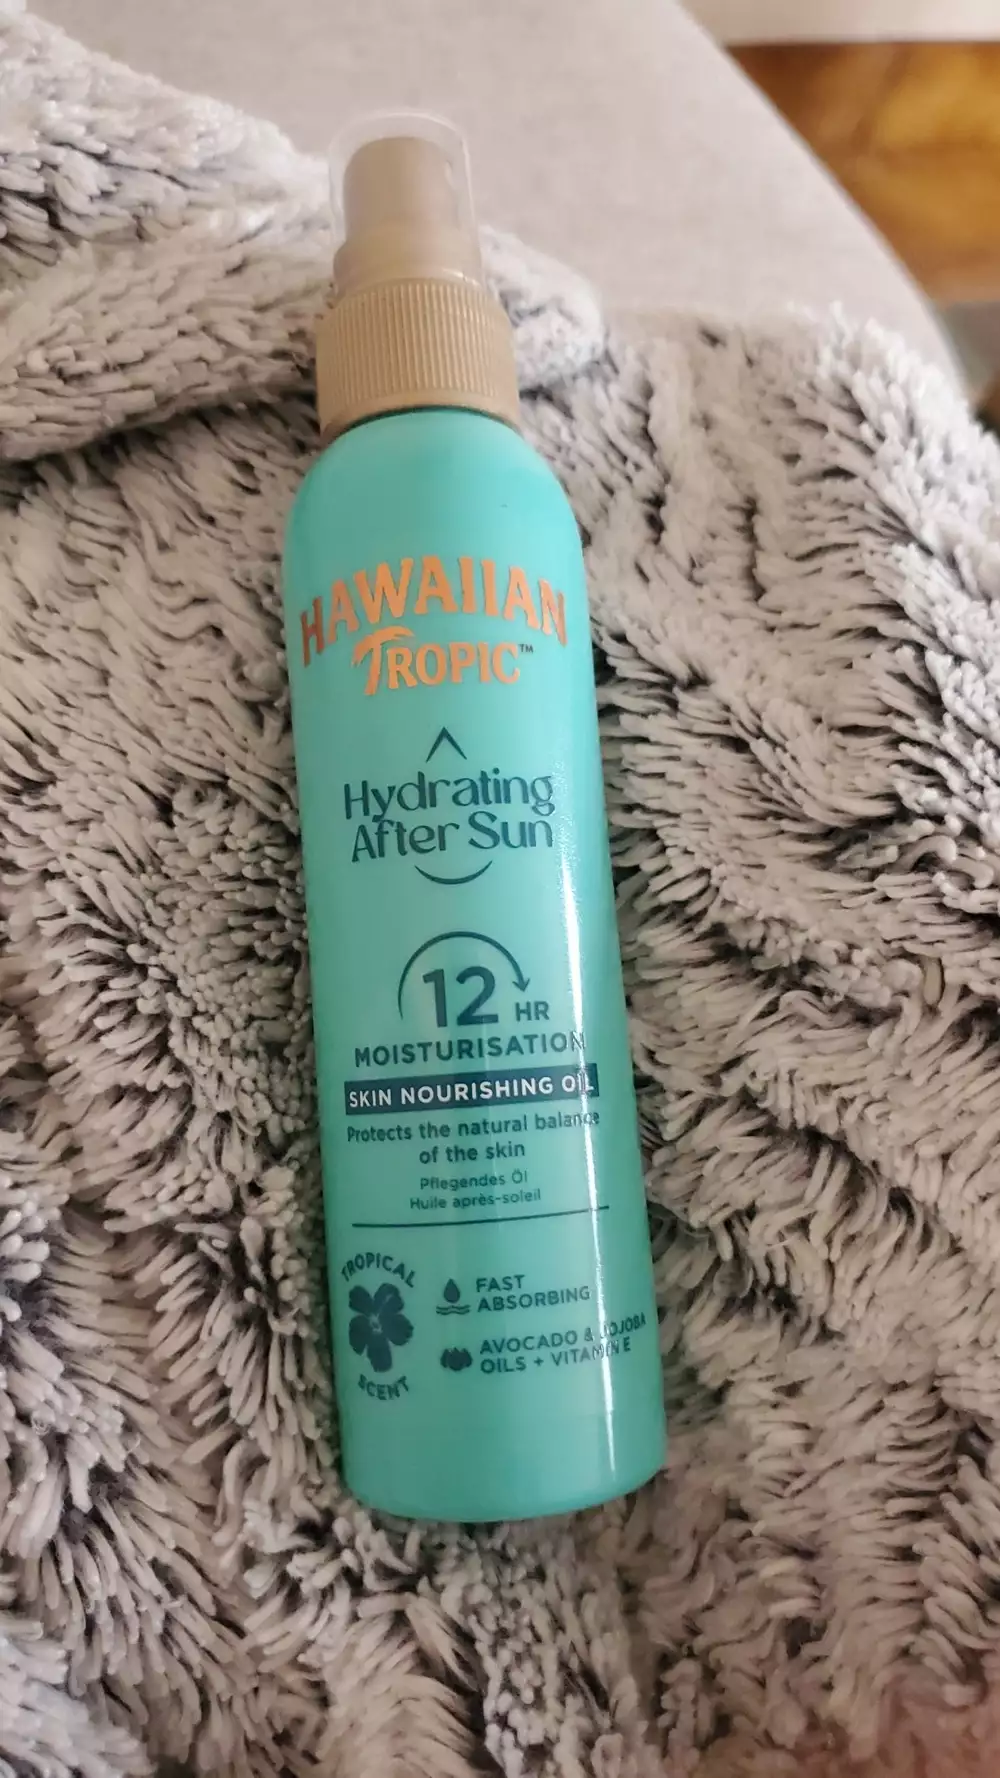 HAWAIIAN
TROPIC™
Hydrating
After Sun
12 HR
MOISTURISATION
SKIN NOURISHING OIL
Protects the natural balance
of the skin
Pflegendes Öl
Huile après-soleil
TROPICAL
SCENT
FAST
ABSORBING
AVOCADO & JOJOBA
OILS + VITAMIN E